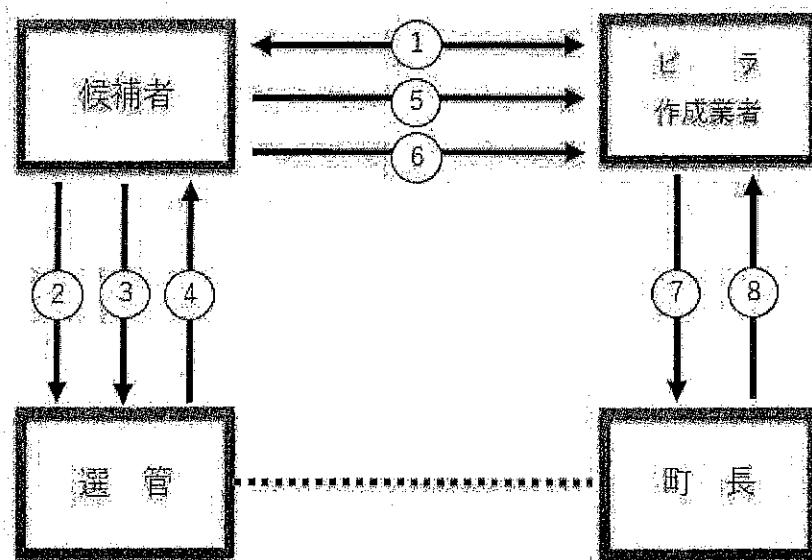 候補者
①
ビ ラ
作成業者
⑤
⑥
②
③
④
⑦
⑧
選 管
町 長